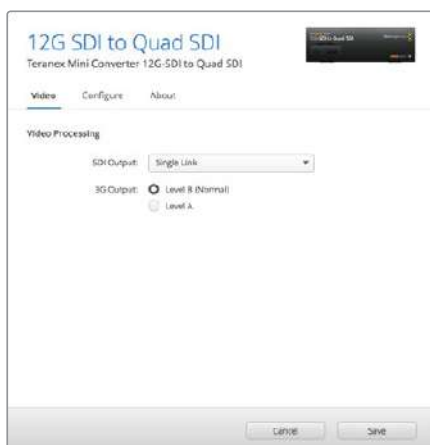 12G SDI to Quad SDI
Teranex Mini Converter 12G-SDI to Quad SDI
Video Configure About
Video Processing
SDI Output: Single Link
3G Output: Level B (Normal)
Level A
Cancel Save